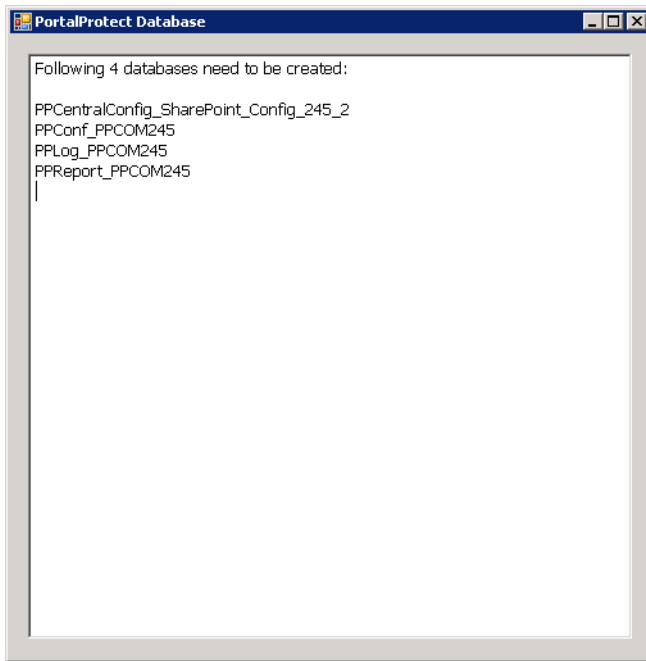 PortalProtect Database
Following 4 databases need to be created:
PPCentralConfig_SharePoint_Config_245_2
PPConf_PPCOM245
PPLog_PPCOM245
PPReport_PPCOM245